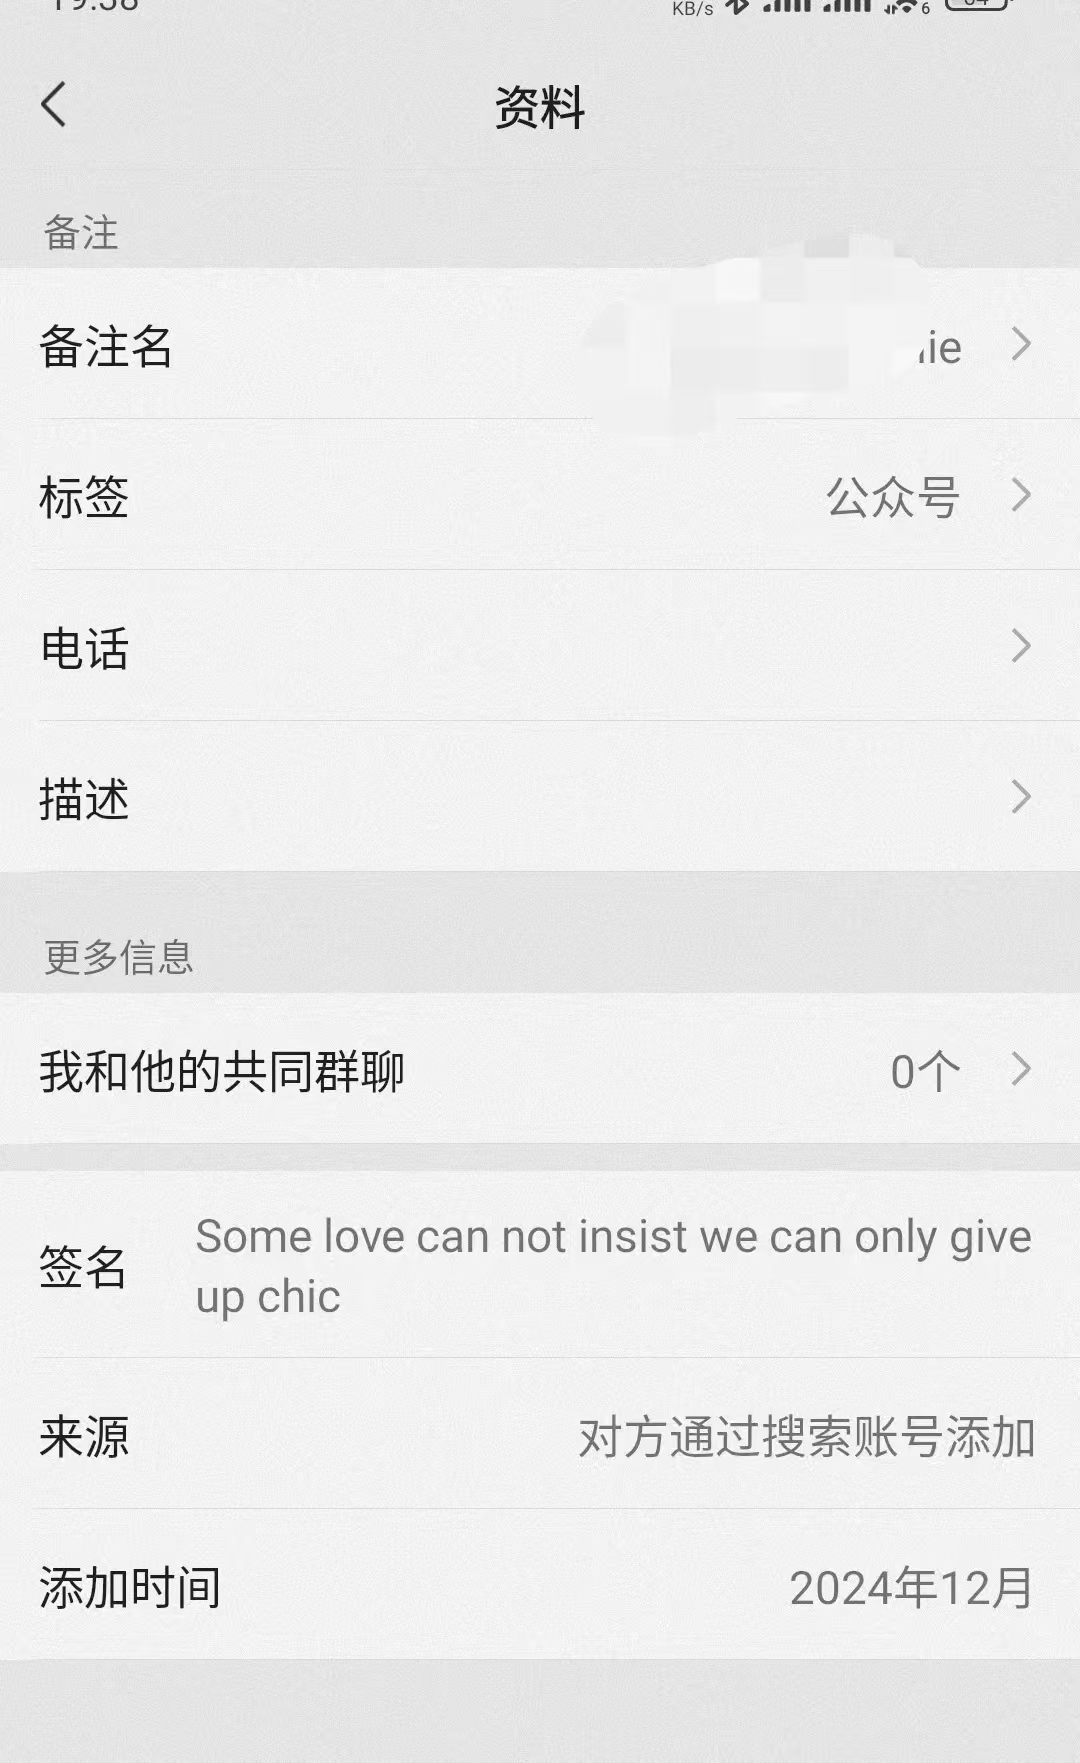 KB/s
6
资料
备注
备注名
标签
公众号
电话
描述
更多信息
我和他的共同群聊
0个
签名
Some love can not insist we can only give
up chic
来源
对方通过搜索账号添加
添加时间
2024年12月